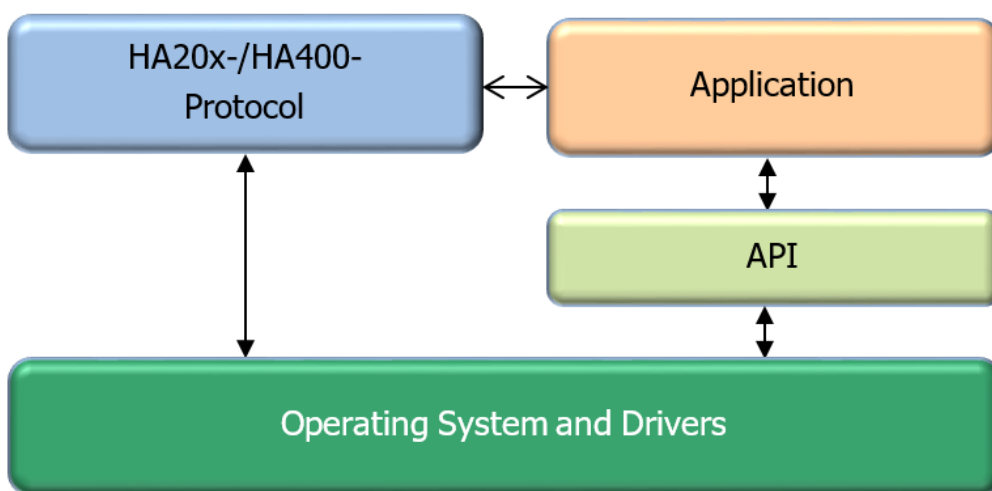 HA20x-/HA400-
Protocol
Application
API
Operating System and Drivers